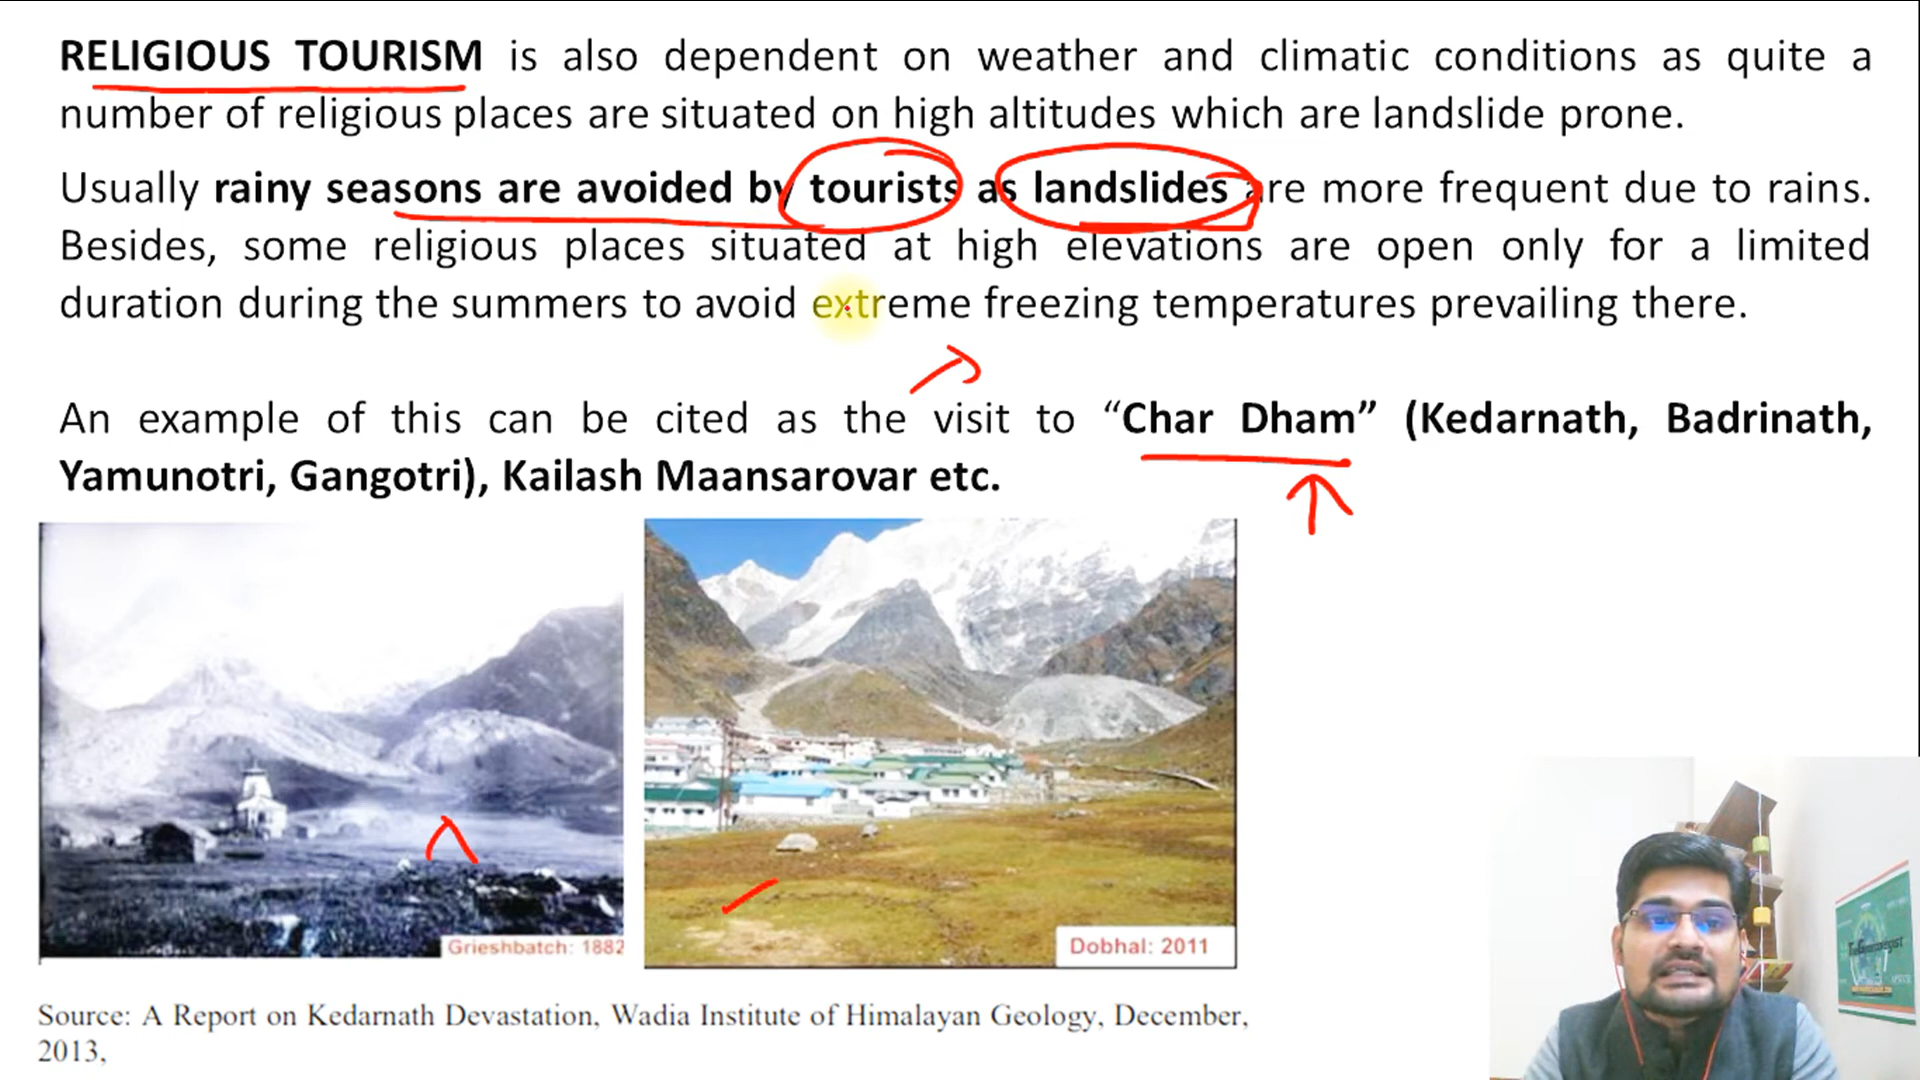 RELIGIOUS TOURISM is also dependent on weather and climatic conditions as quite a
number of religious places are situated on high altitudes which are landslide prone.
Usually rainy seasons are avoided by tourists as landslides are more frequent due to rains.
Besides, some religious places situated at high elevations are open only for a limited
duration during the summers to avoid extreme freezing temperatures prevailing there.
An example of this can be cited as the visit to “Char Dham” (Kedarnath, Badrinath,
Yamunotri, Gangotri), Kailash Maansarovar etc.
Grieshbatch: 1882
Dobhal: 2011
Source: A Report on Kedarnath Devastation, Wadia Institute of Himalayan Geology, December,
2013,